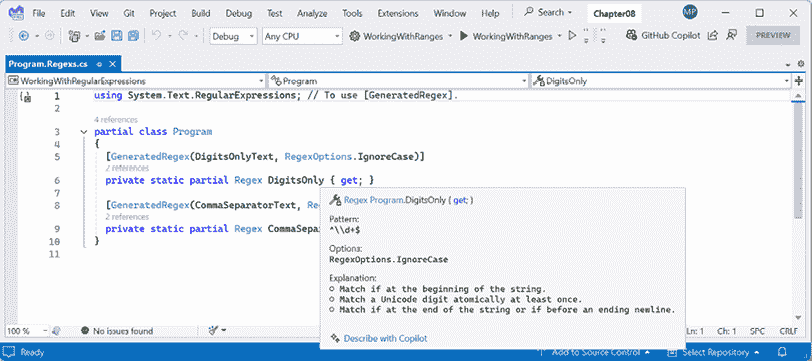 File Edit View Git Project Build Debug Test Analyze Tools Extensions Window Help Search Chapter08 MP
Debug Any CPU WorkingWithRanges WorkingWithRanges GitHub Copilot PREVIEW
Program.Regexs.cs
WorkingWithRegularExpressions Program DigitsOnly
1 using System.Text.RegularExpressions; // To use [GeneratedRegex].
2
4 references
3 partial class Program
4 {
5 [GeneratedRegex(DigitsOnlyText, RegexOptions.IgnoreCase)]
2 references
6 private static partial Regex DigitsOnly { get; }
7
8 [GeneratedRegex(CommaSeparatorText, Re
2 references
9 private static partial Regex CommaSepar
10 }
11
Regex Program.DigitsOnly { get; }
Pattern:
^\\d+$
Options:
RegexOptions.IgnoreCase
Explanation:
○ Match if at the beginning of the string.
○ Match a Unicode digit atomically at least once.
○ Match if at the end of the string or if before an ending newline.
Describe with Copilot
100 % No issues found Ln: 1 Ch: 1 SPC CRLF
Ready Add to Source Control Select Repository